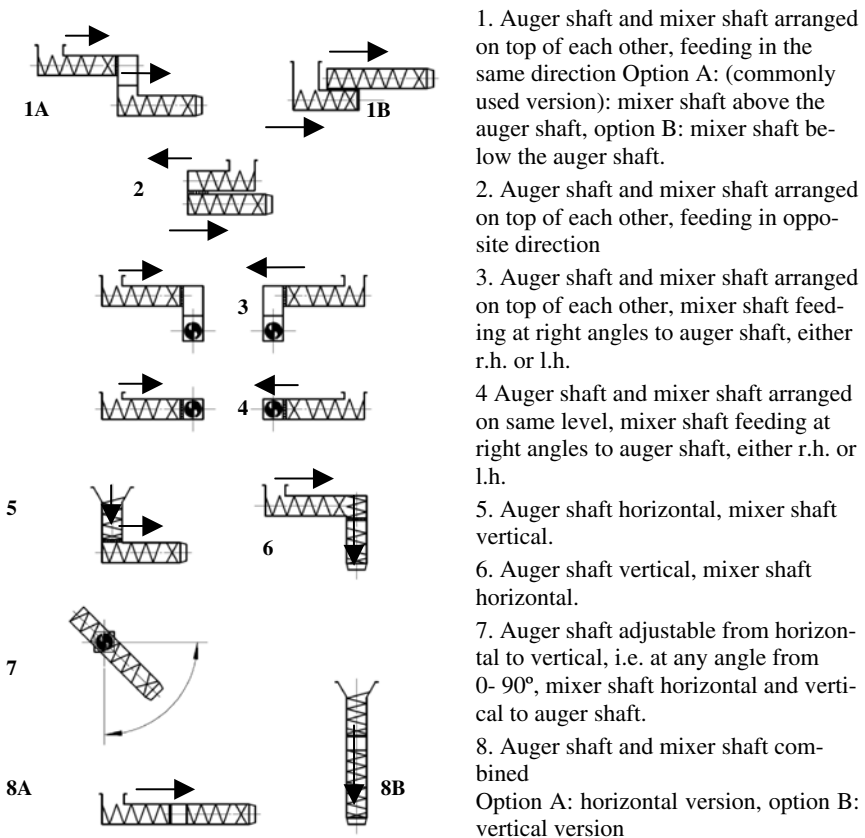 1A
1B
2
3
4
5
6
7
8A
8B
1. Auger shaft and mixer shaft arranged
on top of each other, feeding in the
same direction Option A: (commonly
used version): mixer shaft above the
auger shaft, option B: mixer shaft be-
low the auger shaft.
2. Auger shaft and mixer shaft arranged
on top of each other, feeding in oppo-
site direction
3. Auger shaft and mixer shaft arranged
on top of each other, mixer shaft feed-
ing at right angles to auger shaft, either
r.h. or l.h.
4 Auger shaft and mixer shaft arranged
on same level, mixer shaft feeding at
right angles to auger shaft, either r.h. or
l.h.
5. Auger shaft horizontal, mixer shaft
vertical.
6. Auger shaft vertical, mixer shaft
horizontal.
7. Auger shaft adjustable from horizon-
tal to vertical, i.e. at any angle from
0- 90º, mixer shaft horizontal and verti-
cal to auger shaft.
8. Auger shaft and mixer shaft com-
bined
Option A: horizontal version, option B:
vertical version